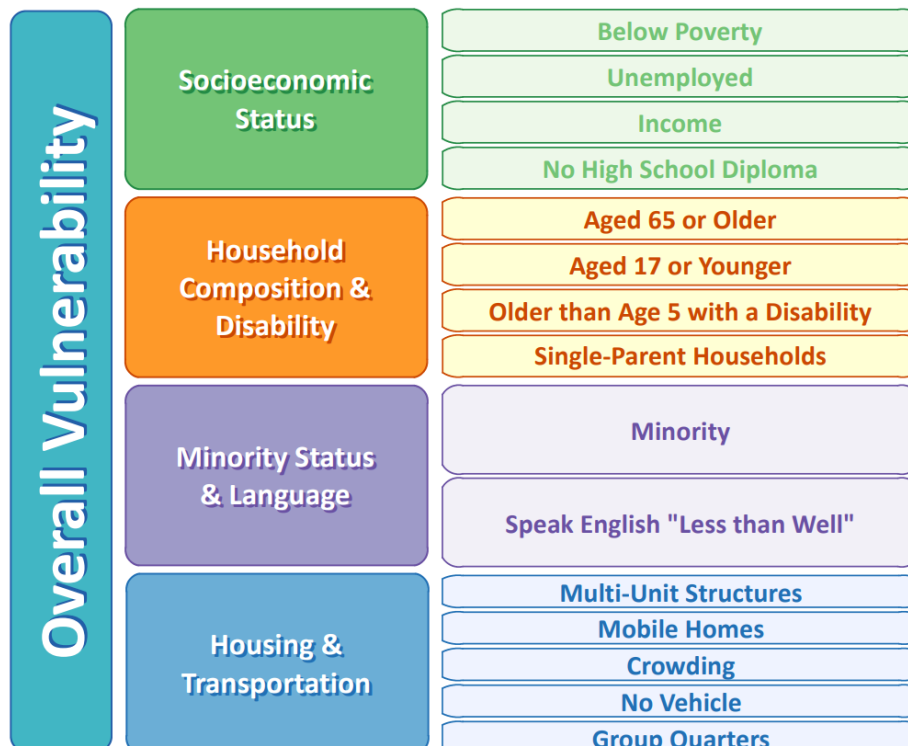 Overall Vulnerability
Socioeconomic
Status
Below Poverty
Unemployed
Income
No High School Diploma
Household
Composition &
Disability
Aged 65 or Older
Aged 17 or Younger
Older than Age 5 with a Disability
Single-Parent Households
Minority Status
& Language
Minority
Speak English "Less than Well"
Housing &
Transportation
Multi-Unit Structures
Mobile Homes
Crowding
No Vehicle
Group Quarters